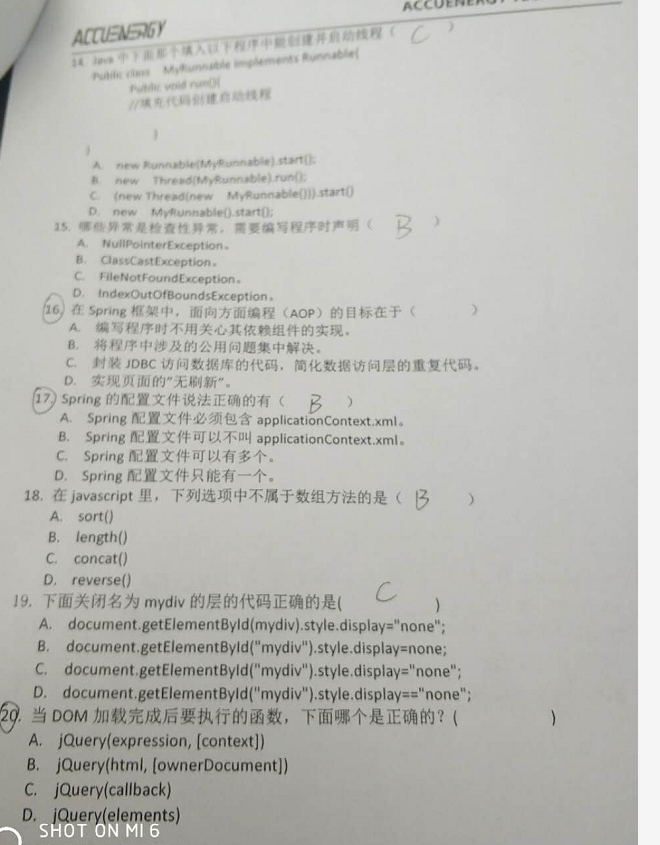 ACCUENERGY
ACCUENERGY
14. Java 中下面那个填入以下程序中能创建并启动线程( C )
Public class MyRunnable implements Runnable{
Public void run(){
//填充代码创建启动线程
}
}
A. new Runnable(MyRunnable).start();
B. new Thread(MyRunnable).run();
C. (new Thread(new MyRunnable())).start()
D. new MyRunnable().start();
15. 哪些异常是检查性异常，需要编写程序时声明( B )
A. NullPointerException。
B. ClassCastException。
C. FileNotFoundException。
D. IndexOutOfBoundsException。
16. 在 Spring 框架中，面向方面编程（AOP）的目标在于( )
A. 编写程序时不用关心其依赖组件的实现。
B. 将程序中涉及的公用问题集中解决。
C. 封装 JDBC 访问数据库的代码，简化数据访问层的重复代码。
D. 实现页面的"无刷新"。
17. Spring 的配置文件说法正确的有( B )
A. Spring 配置文件必须包含 applicationContext.xml。
B. Spring 配置文件可以不叫 applicationContext.xml。
C. Spring 配置文件可以有多个。
D. Spring 配置文件只能有一个。
18. 在 javascript 里，下列选项中不属于数组方法的是( B )
A. sort()
B. length()
C. concat()
D. reverse()
19. 下面关闭名为 mydiv 的层的代码正确的是( C )
A. document.getElementById(mydiv).style.display="none";
B. document.getElementById("mydiv").style.display=none;
C. document.getElementById("mydiv").style.display="none";
D. document.getElementById("mydiv").style.display=="none";
20. 当 DOM 加载完成后要执行的函数，下面哪个是正确的？( )
A. jQuery(expression, [context])
B. jQuery(html, [ownerDocument])
C. jQuery(callback)
D. jQuery(elements)
SHOT ON MI 6